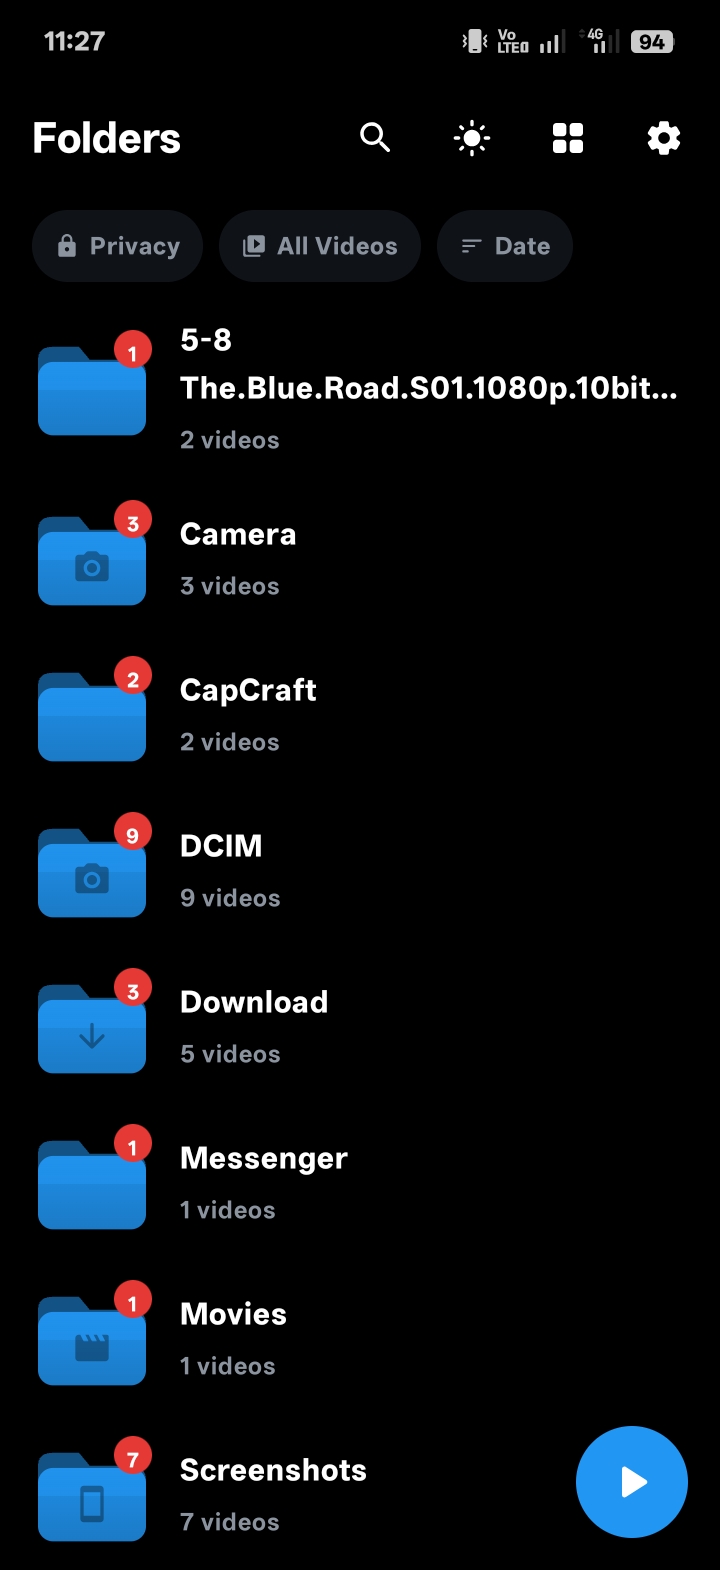 11:27
Vo
LTE
4G
94
Folders
Privacy
All Videos
Date
1
5-8
The.Blue.Road.S01.1080p.10bit...
2 videos
3
Camera
3 videos
2
CapCraft
2 videos
9
DCIM
9 videos
3
Download
5 videos
1
Messenger
1 videos
1
Movies
1 videos
7
Screenshots
7 videos